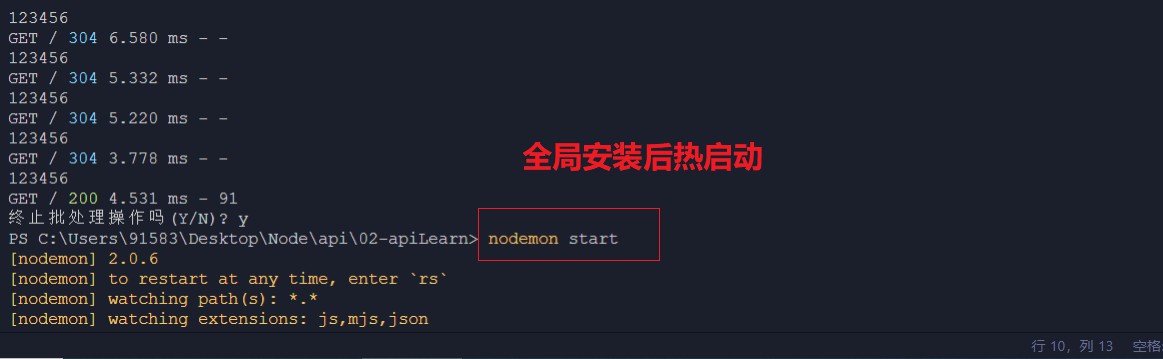 123456
GET / 304 6.580 ms - -
123456
GET / 304 5.332 ms - -
123456
GET / 304 5.220 ms - -
123456
GET / 304 3.778 ms - -
123456
GET / 200 4.531 ms - 91
终止批处理操作吗(Y/N)? y
PS C:\Users\91583\Desktop\Node\api\02-apiLearn> nodemon start
[nodemon] 2.0.6
[nodemon] to restart at any time, enter `rs`
[nodemon] watching path(s): *.*
[nodemon] watching extensions: js,mjs,json
全局安装后热启动
行 10，列 13 空格